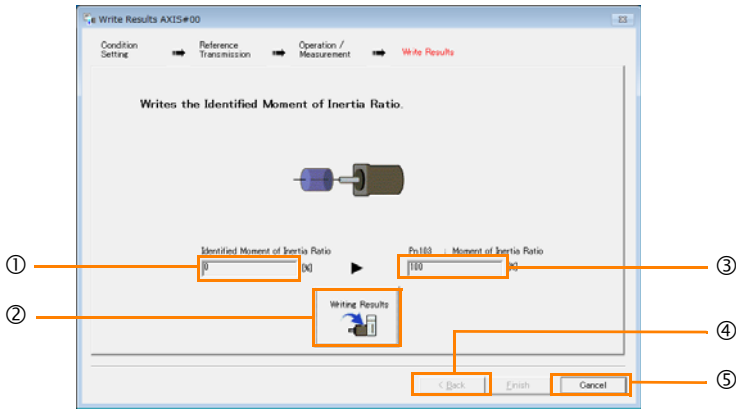 Write Results AXIS#00
Condition Setting
Reference Transmission
Operation / Measurement
Write Results
Writes the Identified Moment of Inertia Ratio.
Identified Moment of Inertia Ratio
Pn103 : Moment of Inertia Ratio
①
0
[%]
100
[%]
③
②
Writing Results
④
< Back
Finish
Cancel
⑤